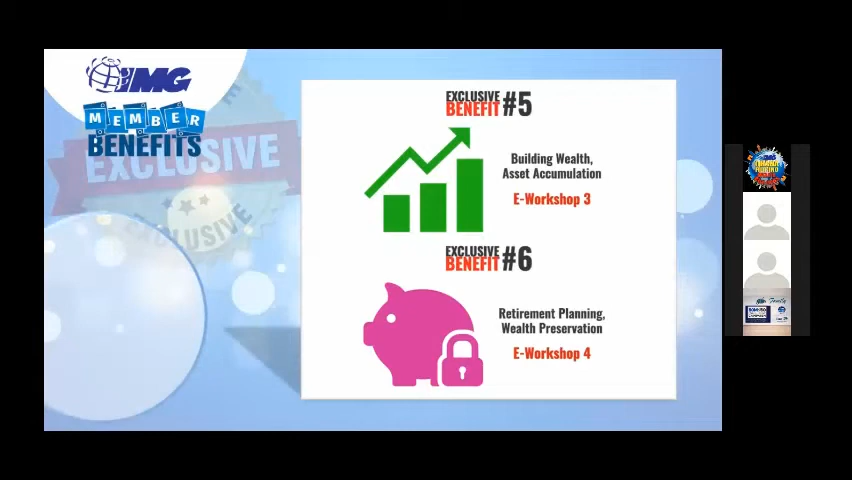 IMG
MEMBER
BENEFITS
EXCLUSIVE
EXCLUSIVE
EXCLUSIVE
BENEFIT #5
Building Wealth,
Asset Accumulation
E-Workshop 3
EXCLUSIVE
BENEFIT #6
Retirement Planning,
Wealth Preservation
E-Workshop 4